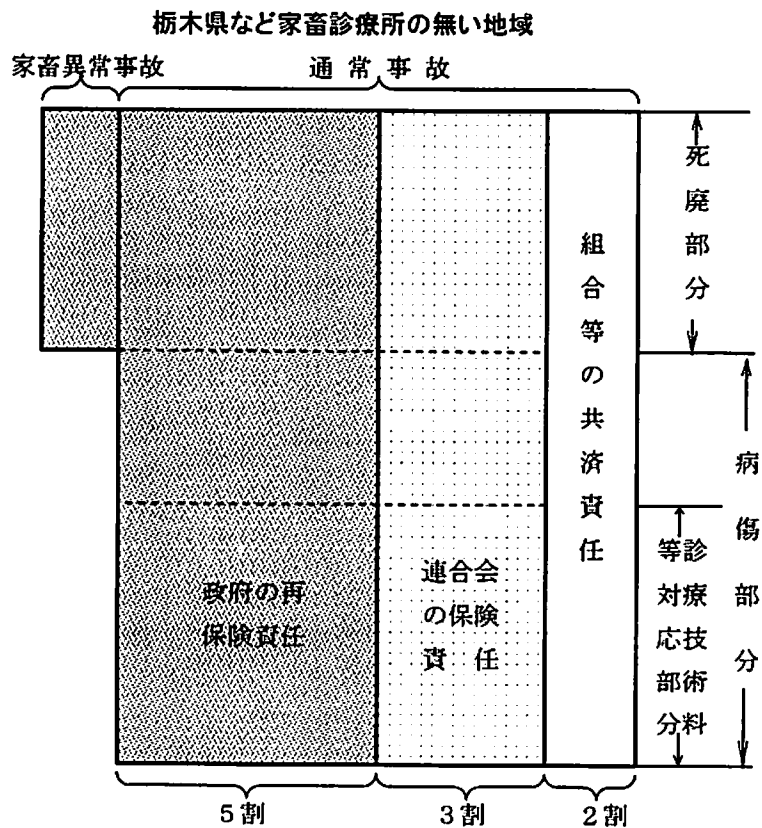 栃木県など家畜診療所の無い地域
家畜異常事故
通常事故
死廃部分
組合等の共済責任
病傷部分
診療技術料
等対応部分
政府の再
保険責任
連合会
の保険
責任
5割
3割
2割